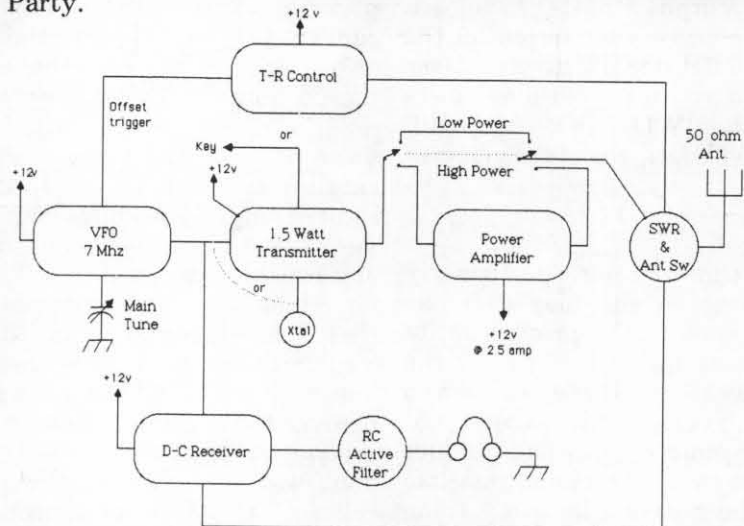 Party.
+12 v
T-R Control
Offset
trigger
or
Key
+12v
Low Power
High Power
50 ohm
Ant.
+12v
VFO
7 Mhz
1.5 Watt
Transmitter
Power
Amplifier
SWR
&
Ant Sw.
or
Main
Tune
Xtal
+12v
@ 2.5 amp
+12v
D-C Receiver
RC
Active
Filter